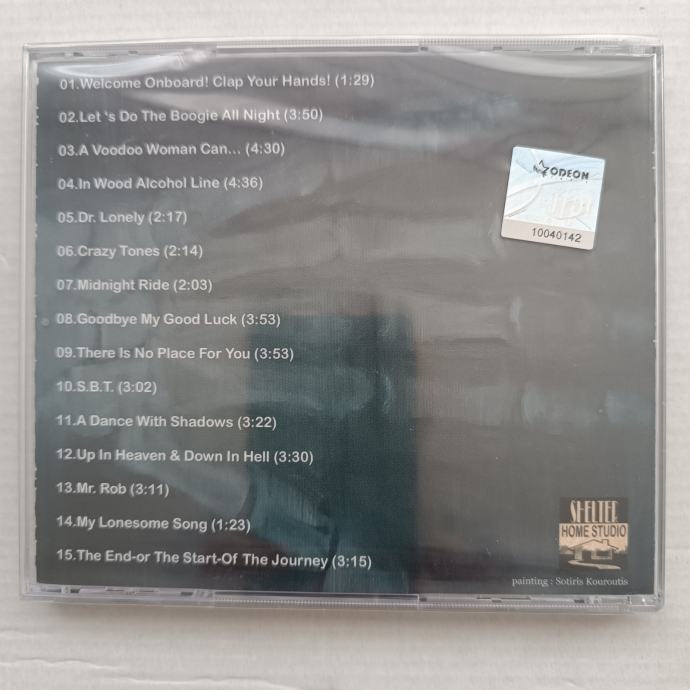 01.Welcome Onboard! Clap Your Hands! (1:29)
02.Let 's Do The Boogie All Night (3:50)
03.A Voodoo Woman Can... (4:30)
04.In Wood Alcohol Line (4:36)
05.Dr. Lonely (2:17)
06.Crazy Tones (2:14)
07.Midnight Ride (2:03)
08.Goodbye My Good Luck (3:53)
09.There Is No Place For You (3:53)
10.S.B.T. (3:02)
11.A Dance With Shadows (3:22)
12.Up In Heaven & Down In Hell (3:30)
13.Mr. Rob (3:11)
14.My Lonesome Song (1:23)
15.The End-or The Start-Of The Journey (3:15)
ODEON
10040142
HOME STUDIO
painting : Sotiris Kouroutis